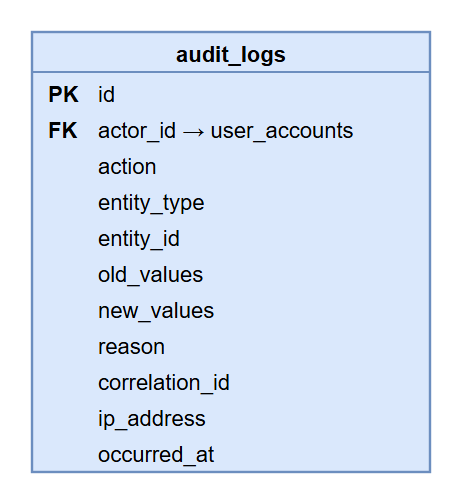 audit_logs
PK id
FK actor_id → user_accounts
action
entity_type
entity_id
old_values
new_values
reason
correlation_id
ip_address
occurred_at